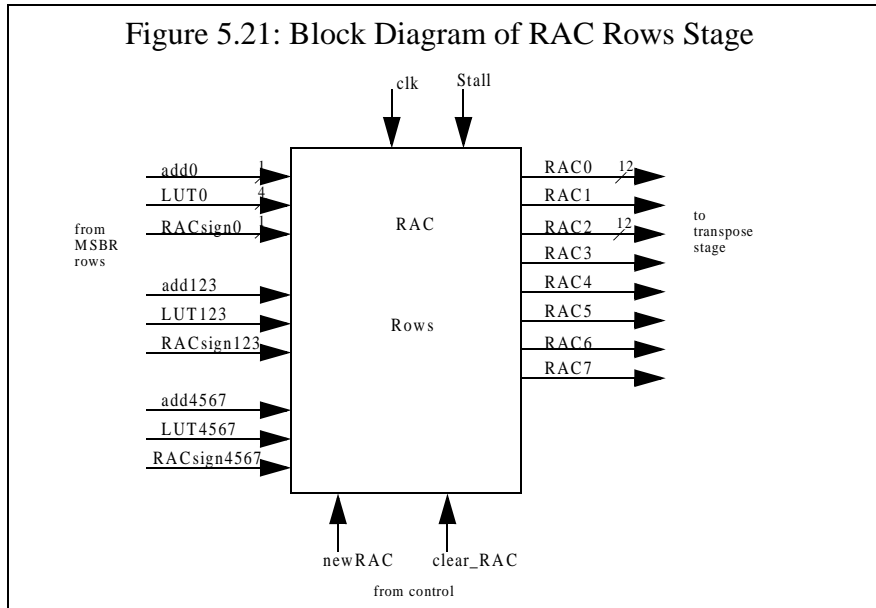 Figure 5.21: Block Diagram of RAC Rows Stage
clk
Stall
add0
1
LUT0
4
RACsign0
1
from
MSBR
rows
add123
LUT123
RACsign123
add4567
LUT4567
RACsign4567
RAC
Rows
RAC0
12
RAC1
RAC2
12
RAC3
RAC4
RAC5
RAC6
RAC7
to
transpose
stage
newRAC
clear_RAC
from control